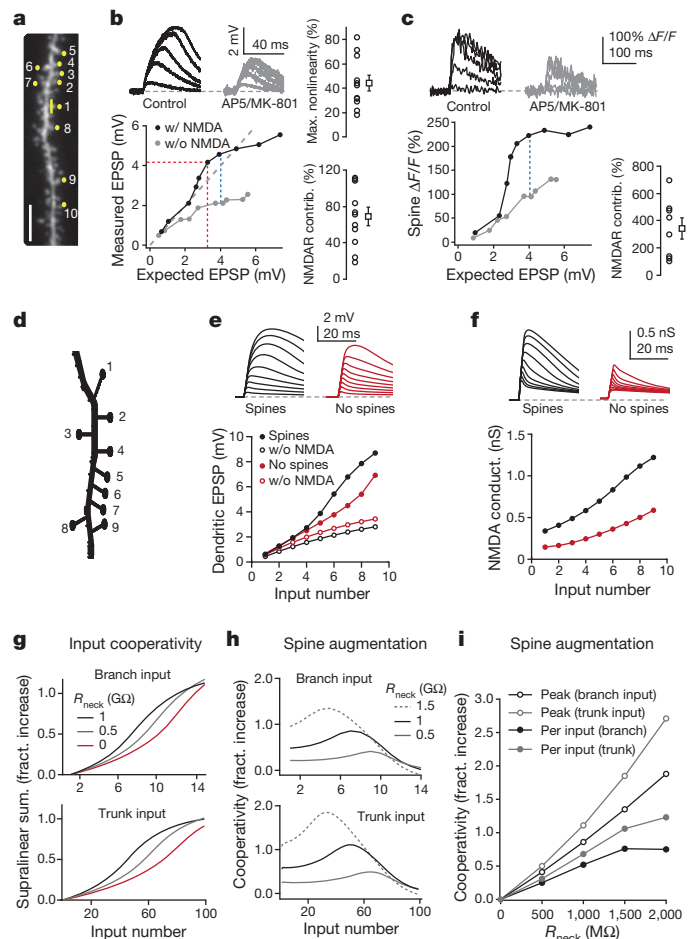 a
5
4
6
3
7
2
1
8
9
10
b
2 mV
40 ms
Control
AP5/MK-801
w/ NMDA
w/o NMDA
Measured EPSP (mV)
6
4
2
0
0 2 4 6
Expected EPSP (mV)
Max. nonlinearity (%)
80
60
40
20
0
NMDAR contrib. (%)
120
80
40
0
c
100% ΔF/F
100 ms
Control
AP5/MK-801
Spine ΔF/F (%)
250
200
150
100
50
0
0 2 4 6
Expected EPSP (mV)
NMDAR contrib. (%)
800
600
400
200
0
d
1
2
3
4
5
6
7
8
9
e
2 mV
20 ms
Spines
No spines
Spines
w/o NMDA
No spines
w/o NMDA
Dendritic EPSP (mV)
10
8
6
4
2
0
0 2 4 6 8 10
Input number
f
0.5 nS
20 ms
Spines
No spines
NMDA conduct. (nS)
1.5
1.0
0.5
0
0 2 4 6 8 10
Input number
g
Input cooperativity
Branch input
Rneck (GΩ)
1
0.5
0
1.0
0.5
0.0
2 6 10 14
Trunk input
1.0
0.5
0.0
20 60 100
Input number
Supralinear sum. (fract. increase)
h
Spine augmentation
Branch input
Rneck (GΩ)
1.5
1
0.5
2.0
1.0
0.0
2 6 10 14
Trunk input
2.0
1.0
0.0
20 60 100
Input number
Cooperativity (fract. increase)
i
Spine augmentation
Peak (branch input)
Peak (trunk input)
Per input (branch)
Per input (trunk)
Cooperativity (fract. increase)
3.0
2.5
2.0
1.5
1.0
0.5
0.0
0 500 1,000 1,500 2,000
Rneck (MΩ)